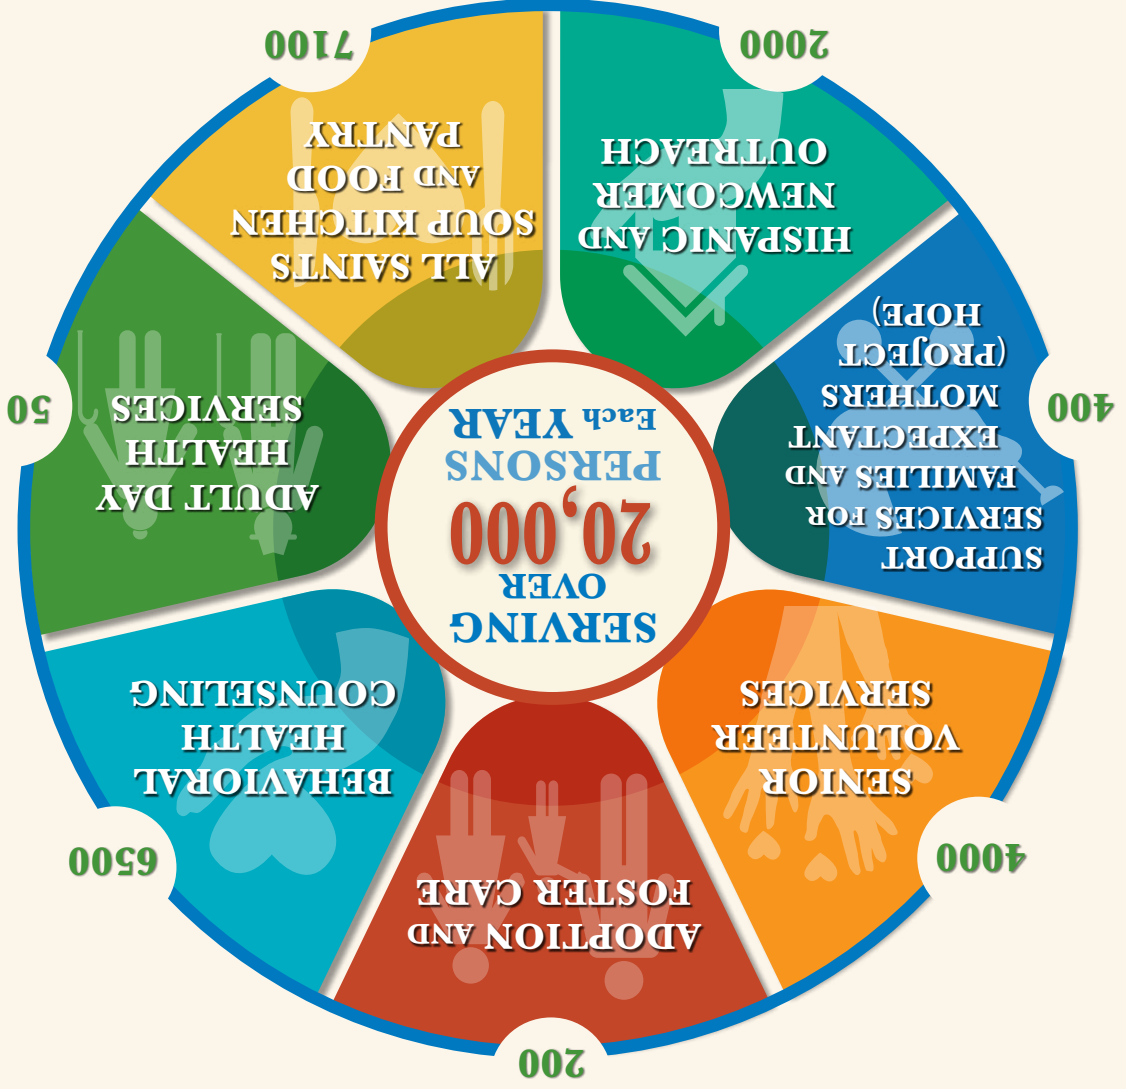 200
ADOPTION AND
FOSTER CARE
4000
SENIOR
VOLUNTEER
SERVICES
6500
BEHAVIORAL
HEALTH
COUNSELING
SERVING
OVER
20,000
PERSONS
Each YEAR
400
SUPPORT
SERVICES FOR
FAMILIES AND
EXPECTANT
MOTHERS
(PROJECT
HOPE)
50
ADULT DAY
HEALTH
SERVICES
2000
HISPANIC AND
NEWCOMER
OUTREACH
7100
ALL SAINTS
SOUP KITCHEN
AND FOOD
PANTRY